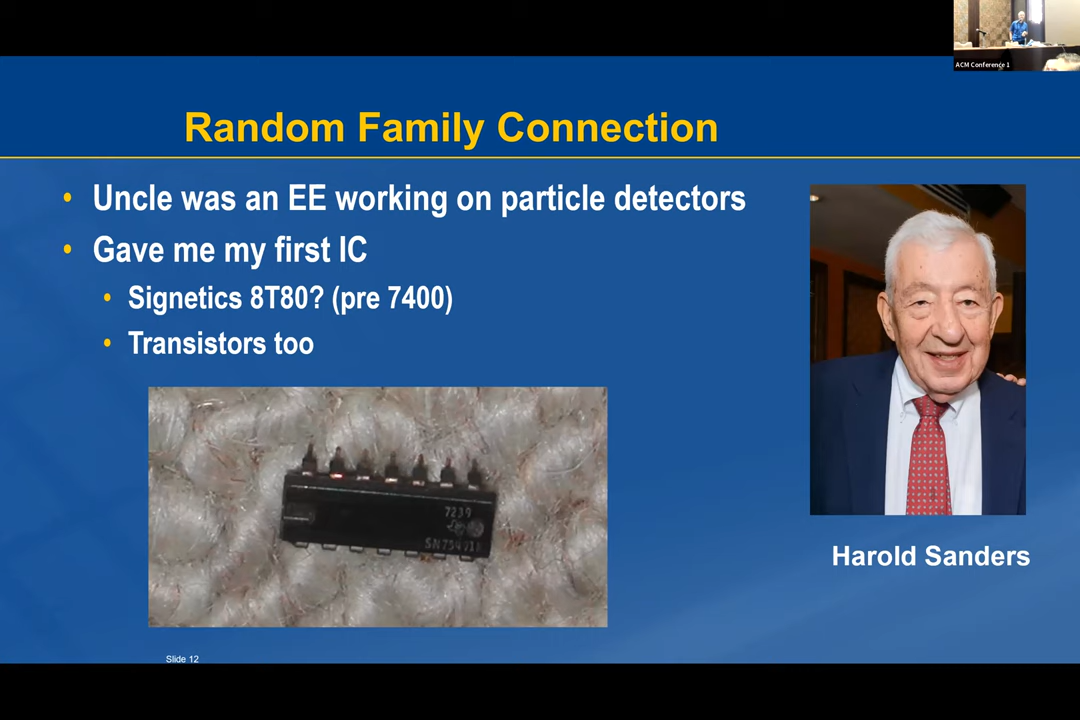 ACM Conference 1
Random Family Connection
• Uncle was an EE working on particle detectors
• Gave me my first IC
• Signetics 8T80? (pre 7400)
• Transistors too
7239
Harold Sanders
Slide 12